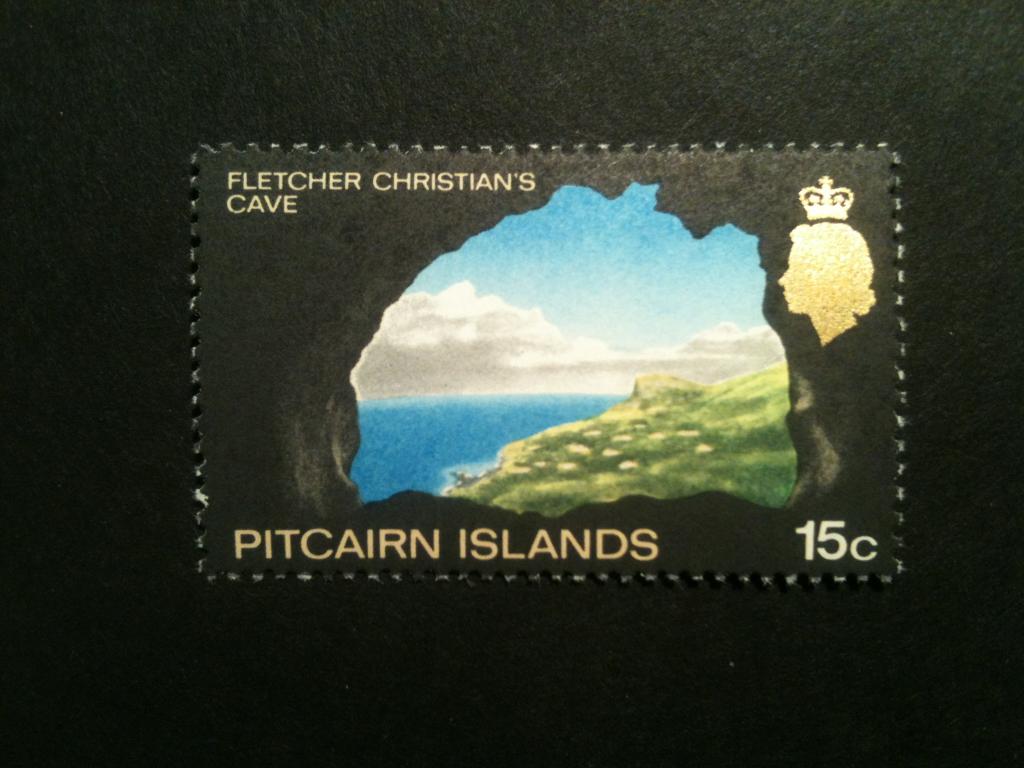 FLETCHER CHRISTIAN'S
CAVE
PITCAIRN ISLANDS 15c